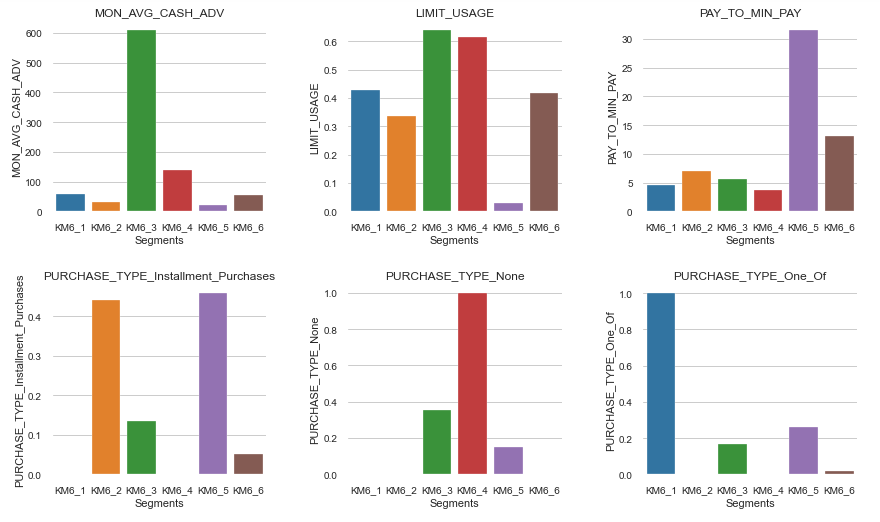 MON_AVG_CASH_ADV
MON_AVG_CASH_ADV
600
500
400
300
200
100
0
KM6_1 KM6_2 KM6_3 KM6_4 KM6_5 KM6_6
Segments
LIMIT_USAGE
LIMIT_USAGE
0.6
0.5
0.4
0.3
0.2
0.1
0.0
KM6_1 KM6_2 KM6_3 KM6_4 KM6_5 KM6_6
Segments
PAY_TO_MIN_PAY
PAY_TO_MIN_PAY
30
25
20
15
10
5
0
KM6_1 KM6_2 KM6_3 KM6_4 KM6_5 KM6_6
Segments
PURCHASE_TYPE_Installment_Purchases
PURCHASE_TYPE_Installment_Purchases
0.4
0.3
0.2
0.1
0.0
KM6_1 KM6_2 KM6_3 KM6_4 KM6_5 KM6_6
Segments
PURCHASE_TYPE_None
PURCHASE_TYPE_None
1.0
0.8
0.6
0.4
0.2
0.0
KM6_1 KM6_2 KM6_3 KM6_4 KM6_5 KM6_6
Segments
PURCHASE_TYPE_One_Of
PURCHASE_TYPE_One_Of
1.0
0.8
0.6
0.4
0.2
0.0
KM6_1 KM6_2 KM6_3 KM6_4 KM6_5 KM6_6
Segments